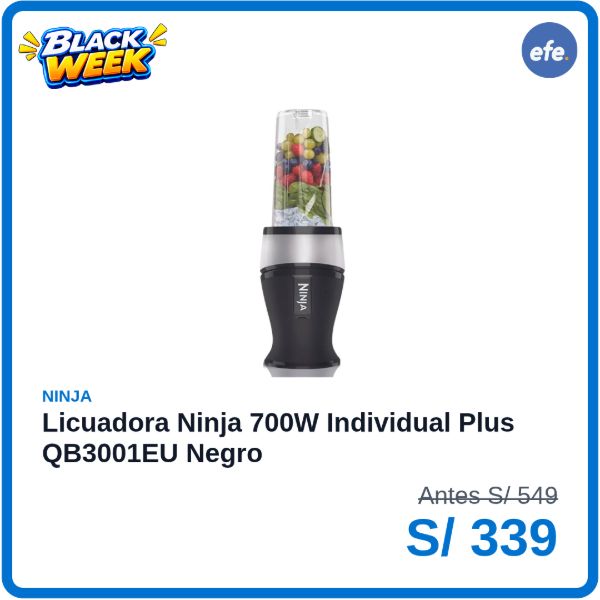 BLACK
WEEK
efe.
NINJA
NINJA
Licuadora Ninja 700W Individual Plus
QB3001EU Negro
Antes S/ 549
S/ 339